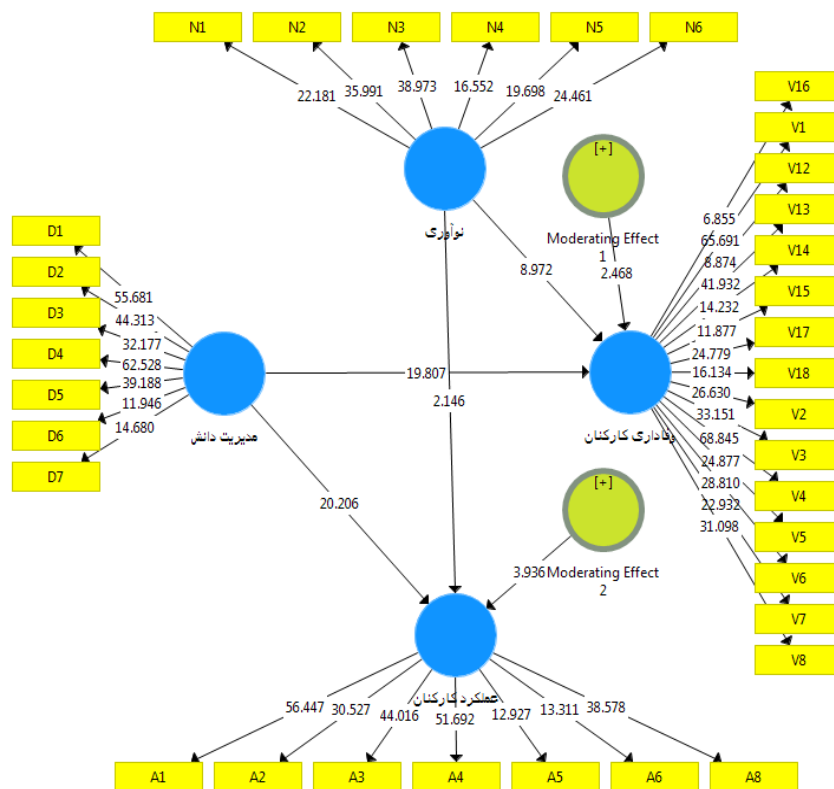 N1
N2
N3
N4
N5
N6
22.181
35.991
38.973
16.552
19.698
24.461
نوآوری
[+]
Moderating Effect
1
8.972
2.468
V16
V1
V12
V13
V14
V15
V17
V18
V2
V3
V4
V5
V6
V7
V8
6.855
65.691
8.874
41.932
14.232
11.877
24.779
16.134
26.630
33.151
68.845
24.877
28.810
22.932
31.098
وفاداری کارکنان
D1
D2
D3
D4
D5
D6
D7
55.681
44.313
32.177
62.528
39.188
11.946
14.680
مدیریت دانش
19.807
2.146
20.206
[+]
Moderating Effect
2
3.936
عملکرد کارکنان
56.447
30.527
44.016
51.692
12.927
13.311
38.578
A1
A2
A3
A4
A5
A6
A8